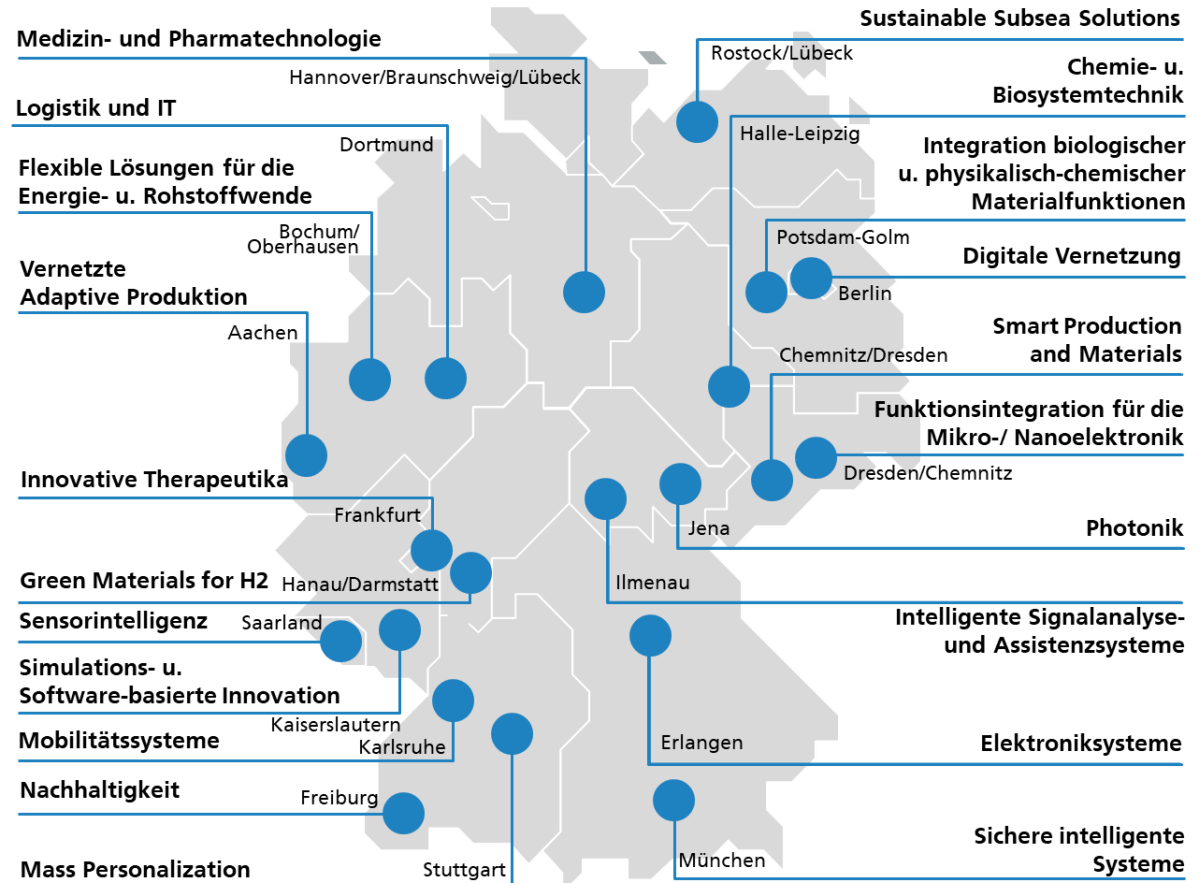 Medizin- und Pharmatechnologie
Hannover/Braunschweig/Lübeck
Logistik und IT
Dortmund
Flexible Lösungen für die
Energie- u. Rohstoffwende
Bochum/
Oberhausen
Vernetzte
Adaptive Produktion
Aachen
Innovative Therapeutika
Frankfurt
Green Materials for H2
Hanau/Darmstatt
Sensorintelligenz
Saarland
Simulations- u.
Software-basierte Innovation
Kaiserslautern
Mobilitätssysteme
Karlsruhe
Nachhaltigkeit
Freiburg
Mass Personalization
Stuttgart
Sustainable Subsea Solutions
Rostock/Lübeck
Chemie- u.
Biosystemtechnik
Halle-Leipzig
Integration biologischer
u. physikalisch-chemischer
Materialfunktionen
Potsdam-Golm
Digitale Vernetzung
Berlin
Smart Production
and Materials
Chemnitz/Dresden
Funktionsintegration für die
Mikro-/ Nanoelektronik
Dresden/Chemnitz
Photonik
Jena
Ilmenau
Intelligente Signalanalyse-
und Assistenzsysteme
Erlangen
Elektroniksysteme
Sichere intelligente
Systeme
München